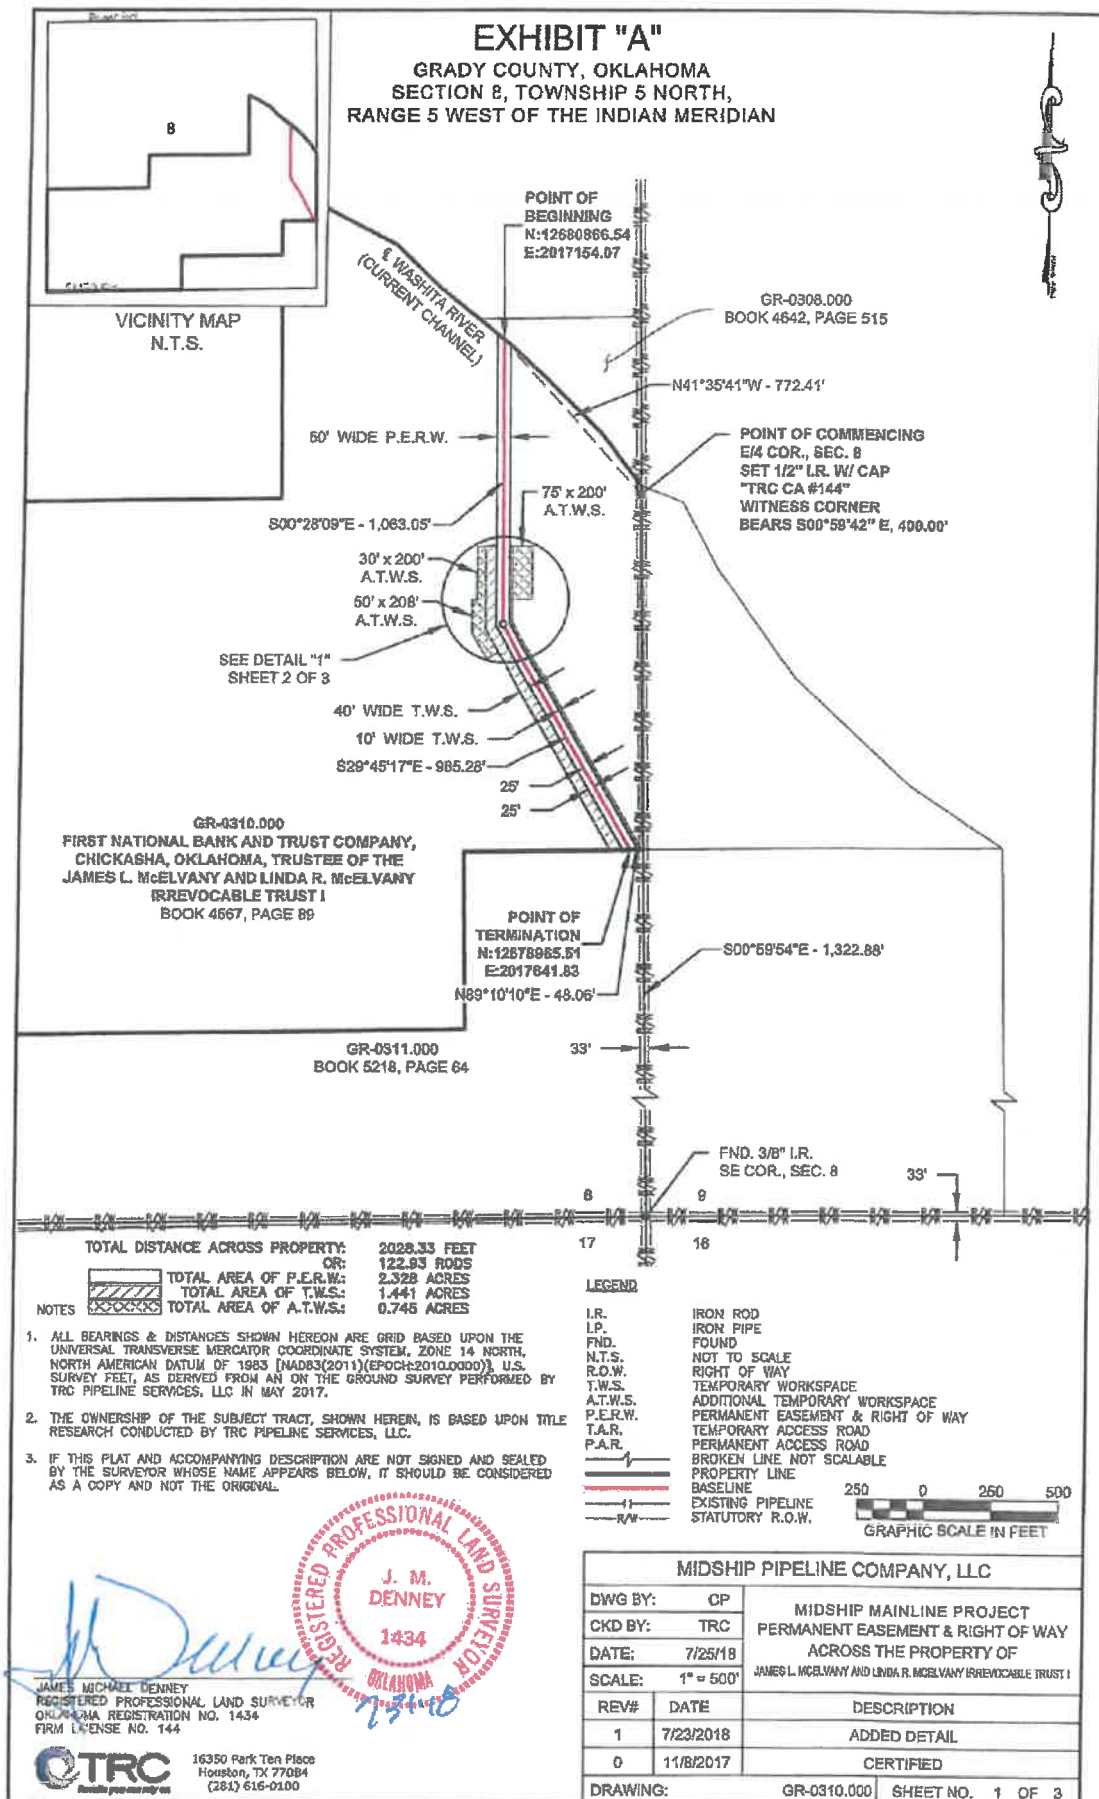 EXHIBIT "A"
GRADY COUNTY, OKLAHOMA
SECTION 8, TOWNSHIP 5 NORTH,
RANGE 5 WEST OF THE INDIAN MERIDIAN
8
VICINITY MAP
N.T.S.
POINT OF
BEGINNING
N:12680866.54
E:2017154.07
℄ WASHITA RIVER
(CURRENT CHANNEL)
GR-0308.000
BOOK 4642, PAGE 515
N41°35'41"W - 772.41'
50' WIDE P.E.R.W.
POINT OF COMMENCING
E/4 COR., SEC. 8
SET 1/2" I.R. W/ CAP
"TRC CA #144"
WITNESS CORNER
BEARS S00°59'42" E, 400.00'
75' x 200'
A.T.W.S.
S00°28'09"E - 1,063.05'
30' x 200'
A.T.W.S.
50' x 208'
A.T.W.S.
SEE DETAIL "1"
SHEET 2 OF 3
40' WIDE T.W.S.
10' WIDE T.W.S.
S29°45'17"E - 965.28'
25'
25'
GR-0310.000
FIRST NATIONAL BANK AND TRUST COMPANY,
CHICKASHA, OKLAHOMA, TRUSTEE OF THE
JAMES L. McELVANY AND LINDA R. McELVANY
IRREVOCABLE TRUST I
BOOK 4667, PAGE 89
POINT OF
TERMINATION
N:12678965.51
E:2017641.83
N89°10'10"E - 48.06'
S00°59'54"E - 1,322.88'
GR-0311.000
BOOK 5218, PAGE 64
33'
FND. 3/8" I.R.
SE COR., SEC. 8
33'
8
9
17
16
TOTAL DISTANCE ACROSS PROPERTY: 2028.33 FEET
OR: 122.93 RODS
TOTAL AREA OF P.E.R.W.: 2.328 ACRES
TOTAL AREA OF T.W.S.: 1.441 ACRES
TOTAL AREA OF A.T.W.S.: 0.745 ACRES
NOTES
1. ALL BEARINGS & DISTANCES SHOWN HEREON ARE GRID BASED UPON THE
UNIVERSAL TRANSVERSE MERCATOR COORDINATE SYSTEM, ZONE 14 NORTH,
NORTH AMERICAN DATUM OF 1983 [NAD83(2011)(EPOCH:2010.0000)], U.S.
SURVEY FEET, AS DERIVED FROM AN ON THE GROUND SURVEY PERFORMED BY
TRC PIPELINE SERVICES, LLC IN MAY 2017.
2. THE OWNERSHIP OF THE SUBJECT TRACT, SHOWN HEREIN, IS BASED UPON TITLE
RESEARCH CONDUCTED BY TRC PIPELINE SERVICES, LLC.
3. IF THIS PLAT AND ACCOMPANYING DESCRIPTION ARE NOT SIGNED AND SEALED
BY THE SURVEYOR WHOSE NAME APPEARS BELOW, IT SHOULD BE CONSIDERED
AS A COPY AND NOT THE ORIGINAL.
LEGEND
I.R. IRON ROD
I.P. IRON PIPE
FND. FOUND
N.T.S. NOT TO SCALE
R.O.W. RIGHT OF WAY
T.W.S. TEMPORARY WORKSPACE
A.T.W.S. ADDITIONAL TEMPORARY WORKSPACE
P.E.R.W. PERMANENT EASEMENT & RIGHT OF WAY
T.A.R. TEMPORARY ACCESS ROAD
P.A.R. PERMANENT ACCESS ROAD
BROKEN LINE NOT SCALABLE
PROPERTY LINE
BASELINE
EXISTING PIPELINE
R/W STATUTORY R.O.W.
250 0 250 500
GRAPHIC SCALE IN FEET
REGISTERED PROFESSIONAL LAND SURVEYOR
J. M.
DENNEY
1434
OKLAHOMA
JAMES MICHAEL DENNEY
REGISTERED PROFESSIONAL LAND SURVEYOR
OKLAHOMA REGISTRATION NO. 1434
FIRM LICENSE NO. 144
TRC
Results you can rely on
16350 Park Ten Place
Houston, TX 77084
(281) 616-0100
MIDSHIP PIPELINE COMPANY, LLC
DWG BY: CP
CKD BY: TRC
DATE: 7/25/18
SCALE: 1" = 500'
MIDSHIP MAINLINE PROJECT
PERMANENT EASEMENT & RIGHT OF WAY
ACROSS THE PROPERTY OF
JAMES L. MCELVANY AND LINDA R. MCELVANY IRREVOCABLE TRUST I
REV# DATE DESCRIPTION
1 7/23/2018 ADDED DETAIL
0 11/8/2017 CERTIFIED
DRAWING: GR-0310.000 SHEET NO. 1 OF 3